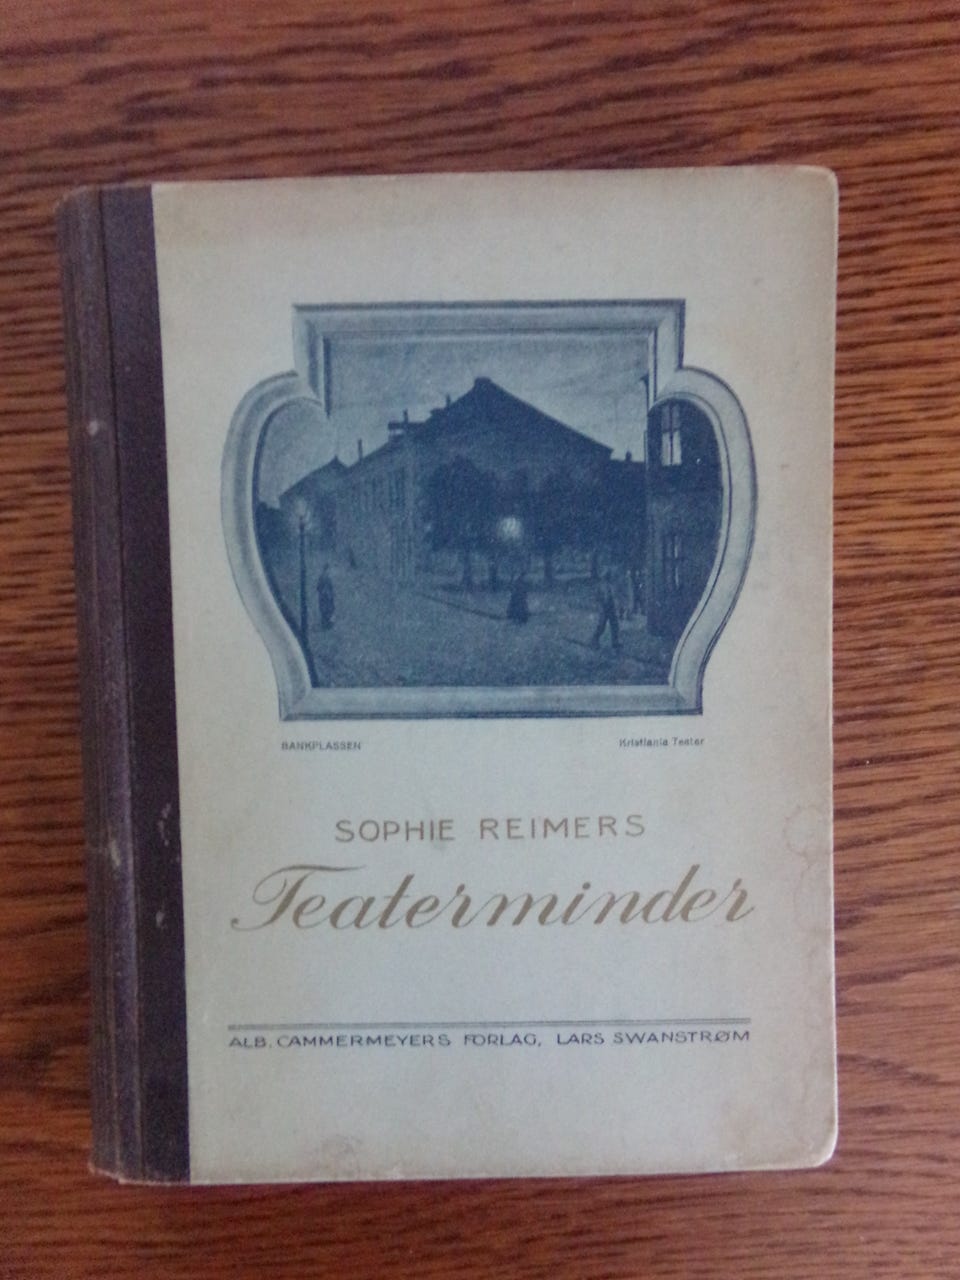 BANKPLASSEN Kristiania Teater
SOPHIE REIMERS
Teaterminder
ALB. CAMMERMEYERS FORLAG, LARS SWANSTRØM